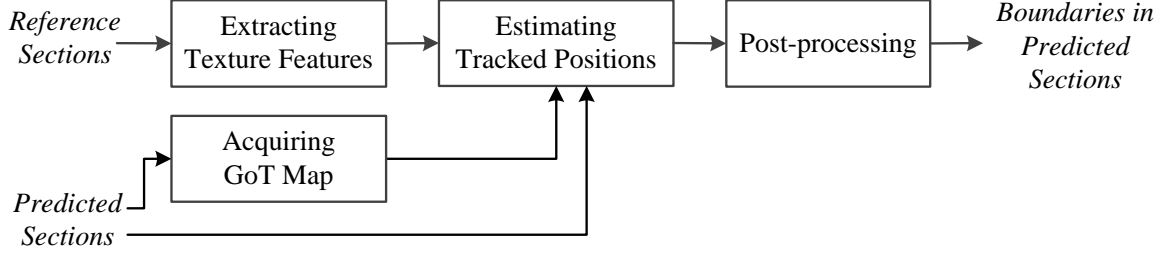 Reference
Sections
Extracting
Texture Features
Estimating
Tracked Positions
Post-processing
Boundaries in
Predicted
Sections
Acquiring
GoT Map
Predicted
Sections